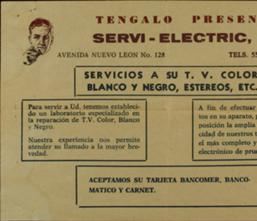 TENGALO PRESEN
SERVI - ELECTRIC,
AVENIDA NUEVO LEON No. 128
TELS. 55
SERVICIOS A SU T. V. COLOR
BLANCO Y NEGRO, ESTEREOS, ETC.
Para servir a Ud. tenemos estableci-
do un laboratorio especializado en
la reparación de T.V. Color, Blanco
y Negro.
Nuestra experiencia nos permite
atender su llamado a la mayor bre-
vedad.
A fin de efectuar
tos en su aparato, p
posición la amplia
cidad de nuestros t
el más completo y
electrónico de prue
ACEPTAMOS SU TARJETA BANCOMER, BANCO-
MATICO Y CARNET.